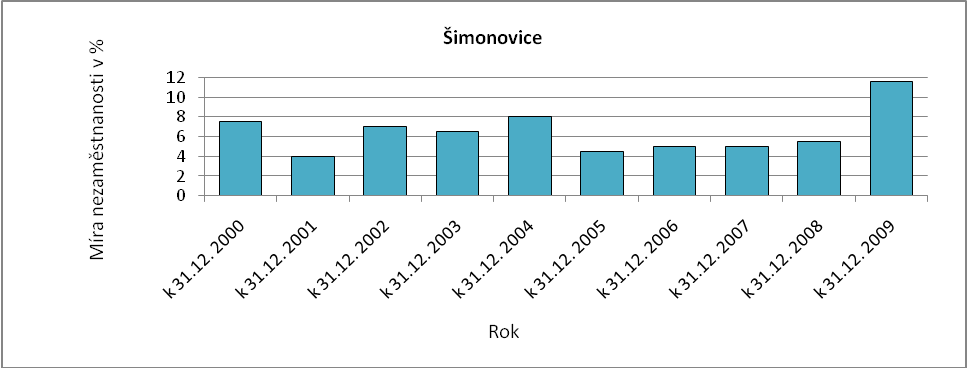 Šimonovice
Míra nezaměstnanosti v %
12
10
8
6
4
2
0
k 31.12. 2000
k 31.12. 2001
k 31.12. 2002
k 31.12. 2003
k 31.12. 2004
k 31.12. 2005
k 31.12. 2006
k 31.12. 2007
k 31.12. 2008
k 31.12. 2009
Rok